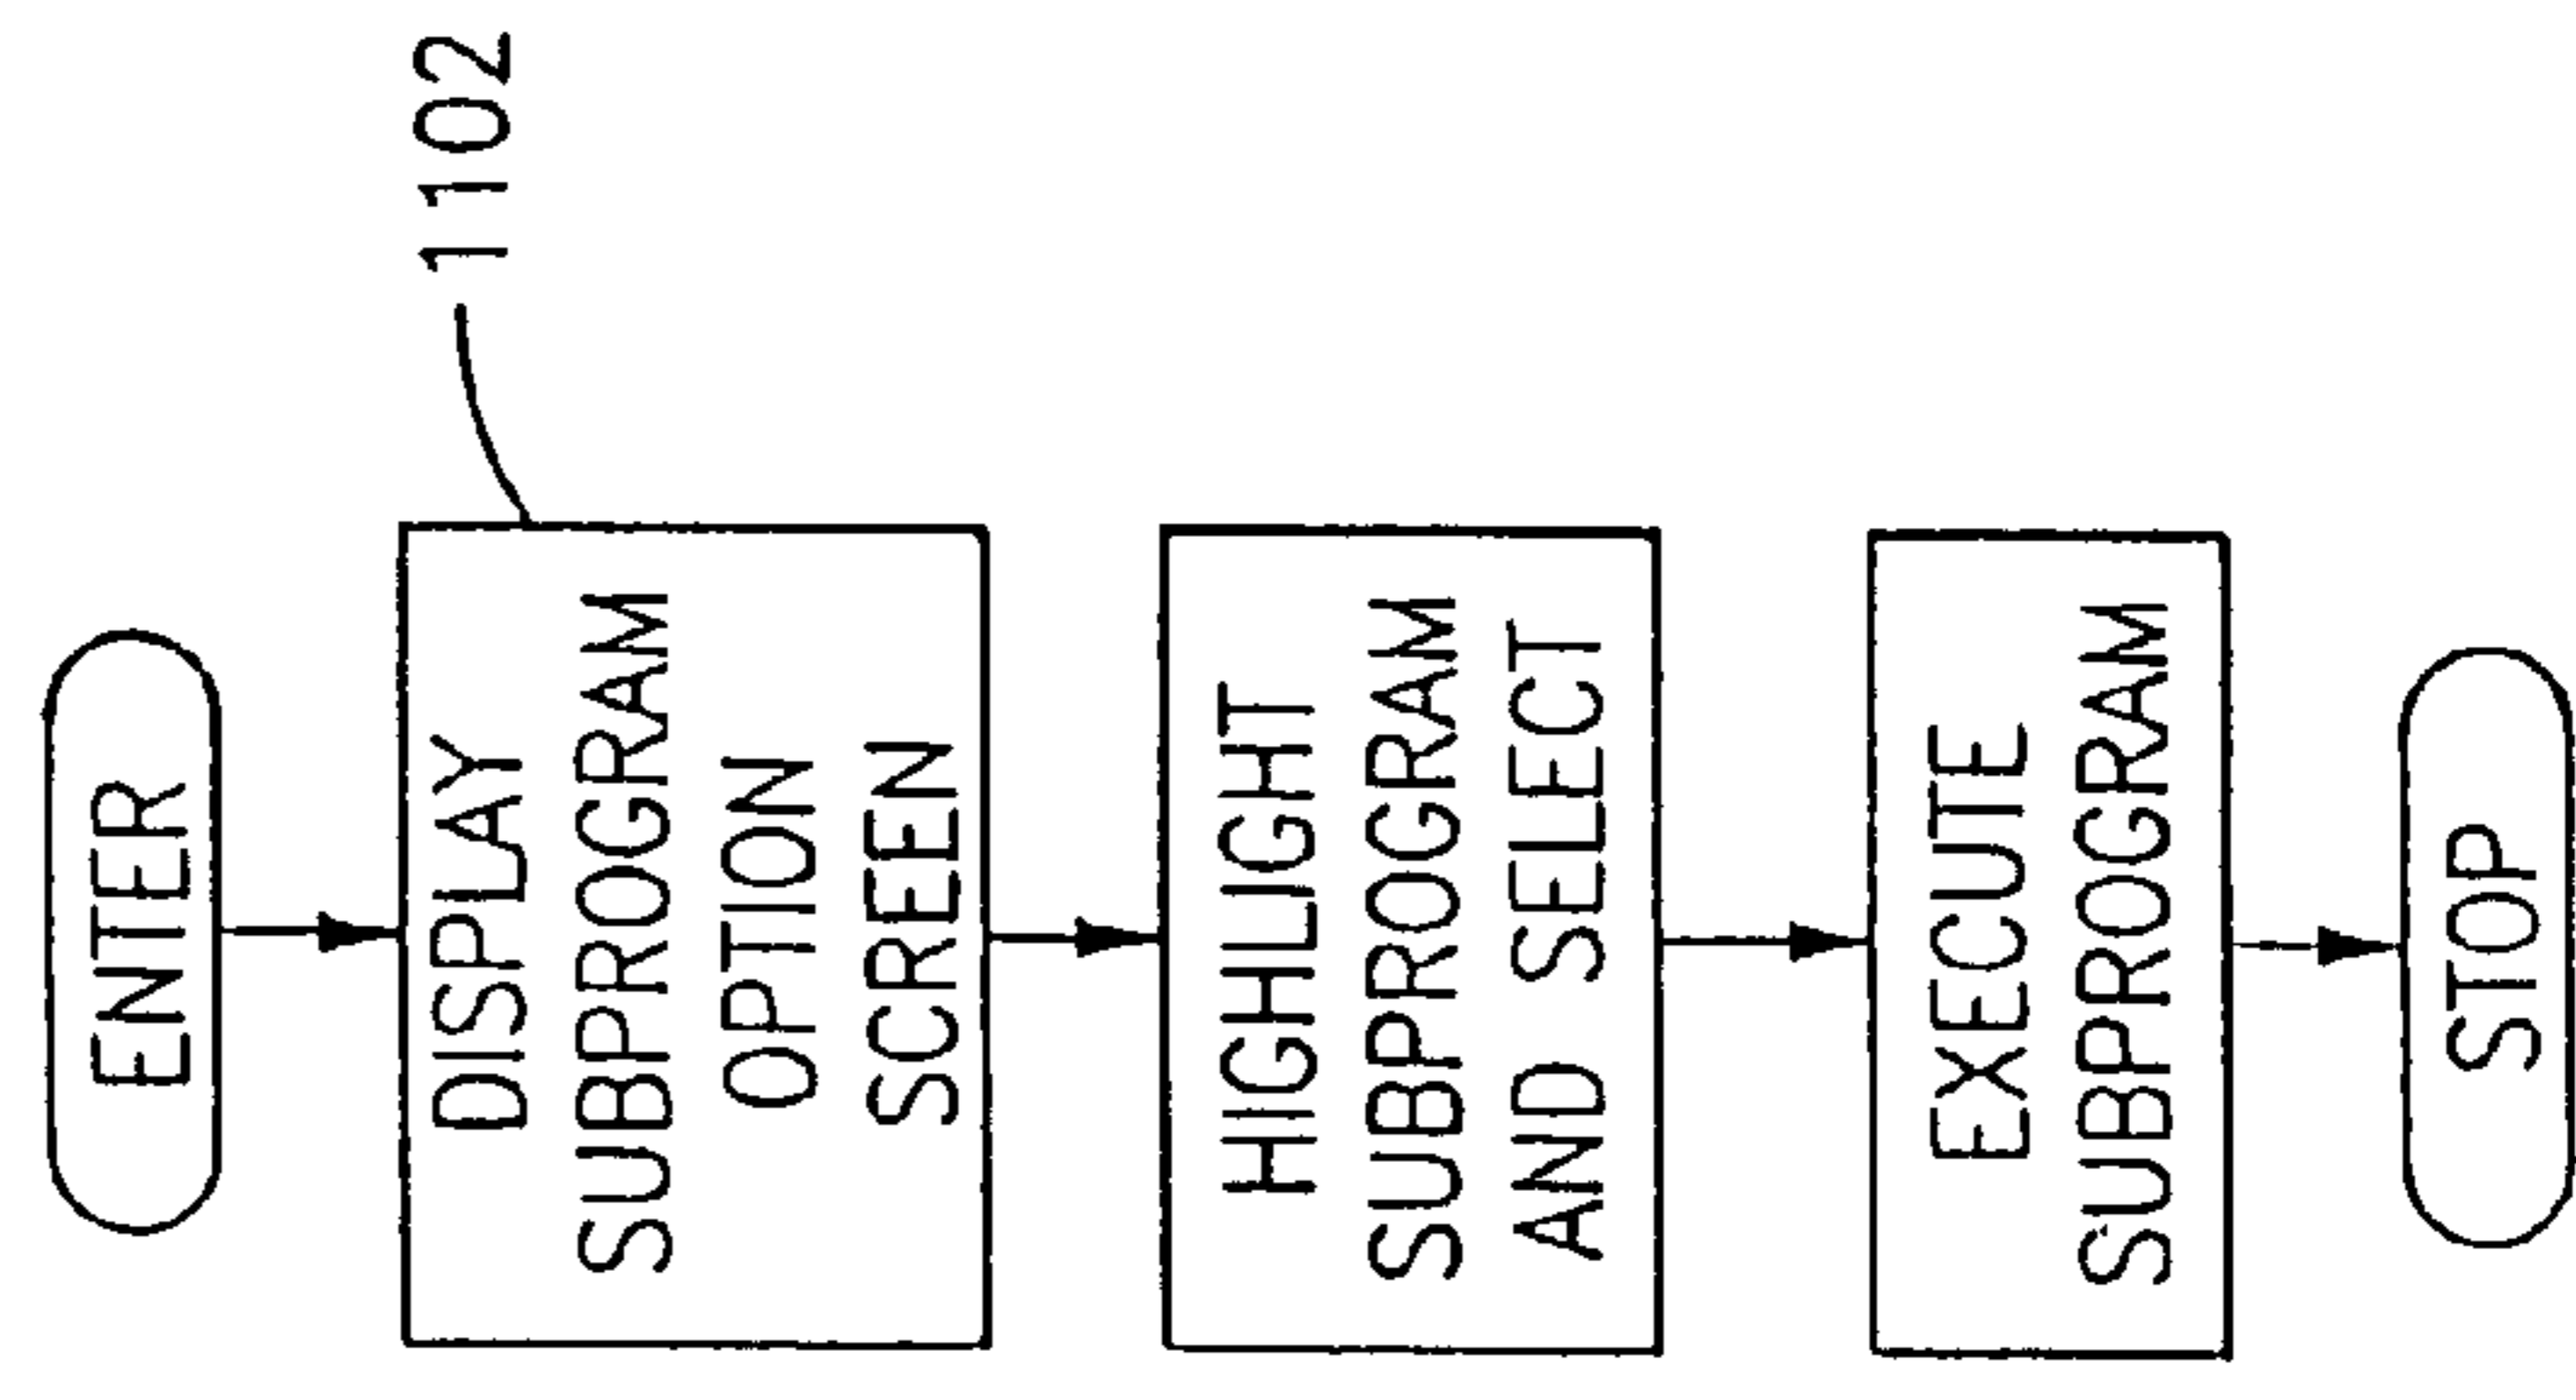 ENTER
1102
DISPLAY
SUBPROGRAM
OPTION
SCREEN
HIGHLIGHT
SUBPROGRAM
AND SELECT
EXECUTE
SUBPROGRAM
STOP